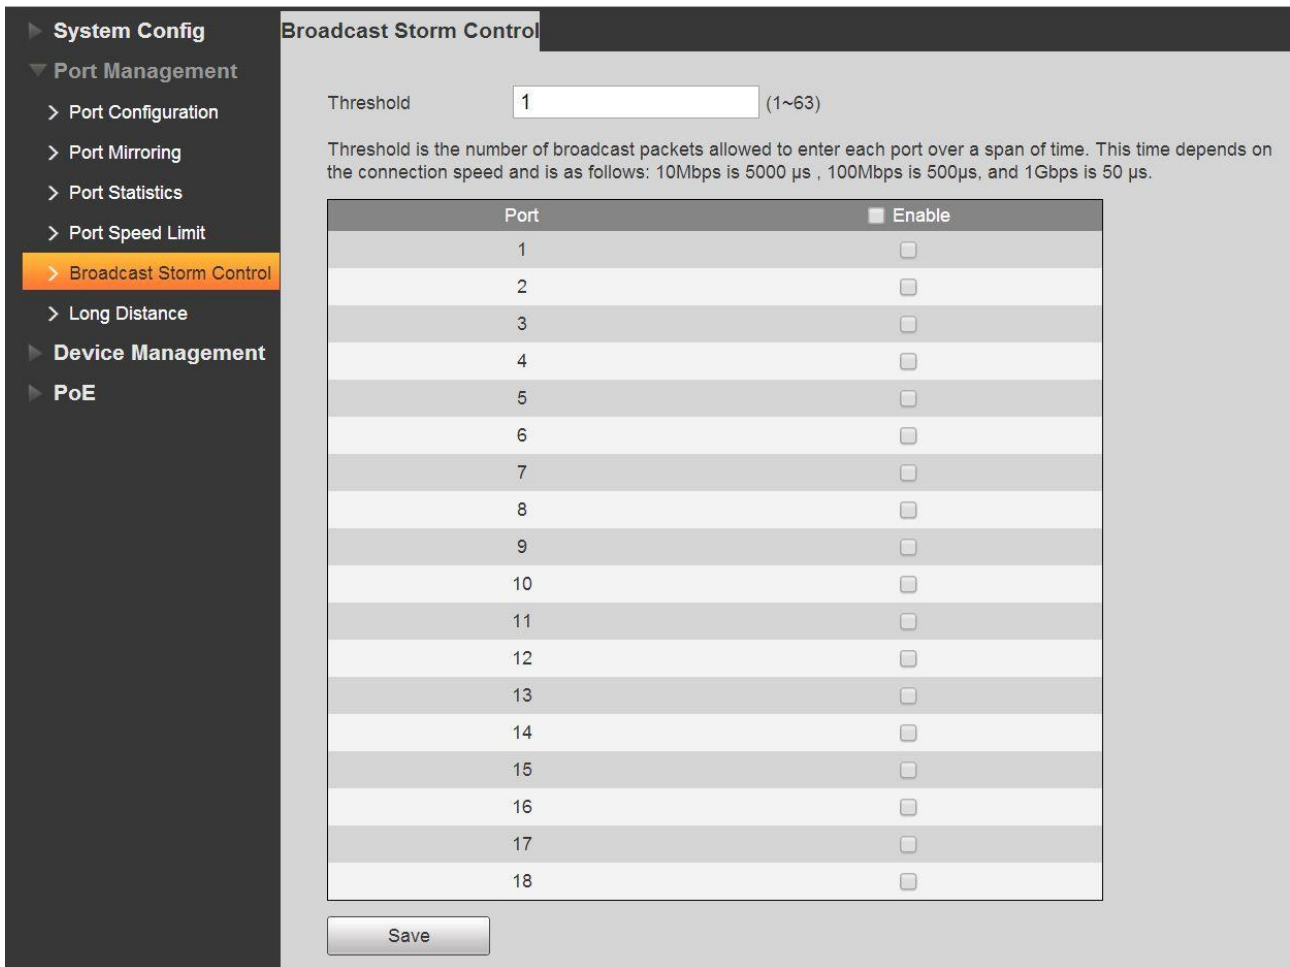 System Config
Port Management
Port Configuration
Port Mirroring
Port Statistics
Port Speed Limit
Broadcast Storm Control
Long Distance
Device Management
PoE
Broadcast Storm Control
Threshold 1 (1~63)
Threshold is the number of broadcast packets allowed to enter each port over a span of time. This time depends on
the connection speed and is as follows: 10Mbps is 5000 µs , 100Mbps is 500µs, and 1Gbps is 50 µs.
Port Enable
1
2
3
4
5
6
7
8
9
10
11
12
13
14
15
16
17
18
Save